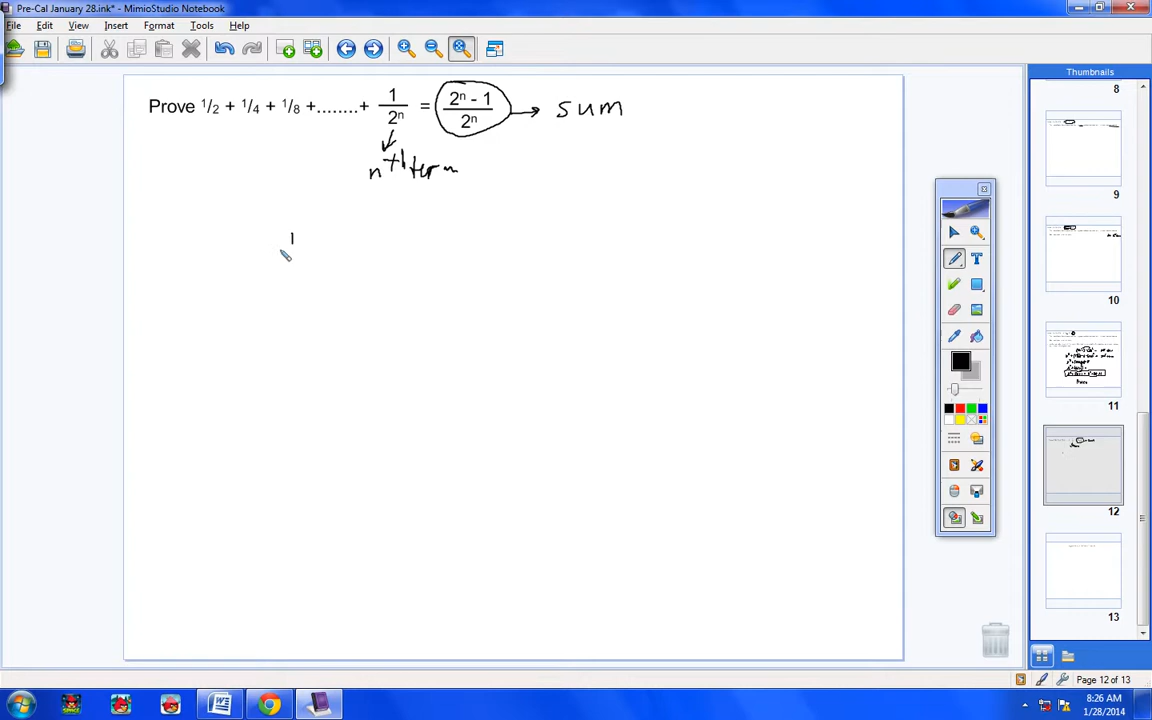 Pre-Cal January 28.ink* - MimioStudio Notebook
File Edit View Insert Format Tools Help
Thumbnails
Prove 1/2 + 1/4 + 1/8 +........+ 1/2ⁿ = (2ⁿ - 1)/2ⁿ → sum
nth term
1
8
9
10
11
12
13
Page 12 of 13
8:26 AM
1/28/2014